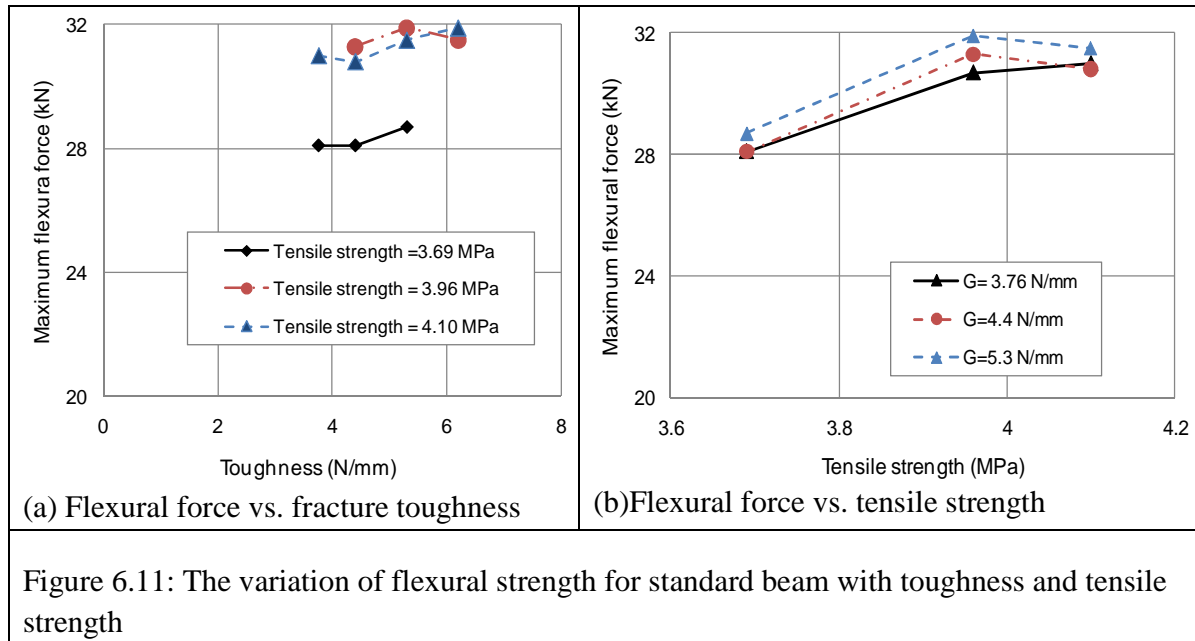 32
28
24
20
Maximum flexura force (kN)
0
2
4
6
8
Toughness (N/mm)
Tensile strength =3.69 MPa
Tensile strength = 3.96 MPa
Tensile strength = 4.10 MPa
(a) Flexural force vs. fracture toughness
32
28
24
20
Maximum flexural force (kN)
3.6
3.8
4
4.2
Tensile strength (MPa)
G= 3.76 N/mm
G=4.4 N/mm
G=5.3 N/mm
(b)Flexural force vs. tensile strength
Figure 6.11: The variation of flexural strength for standard beam with toughness and tensile
strength